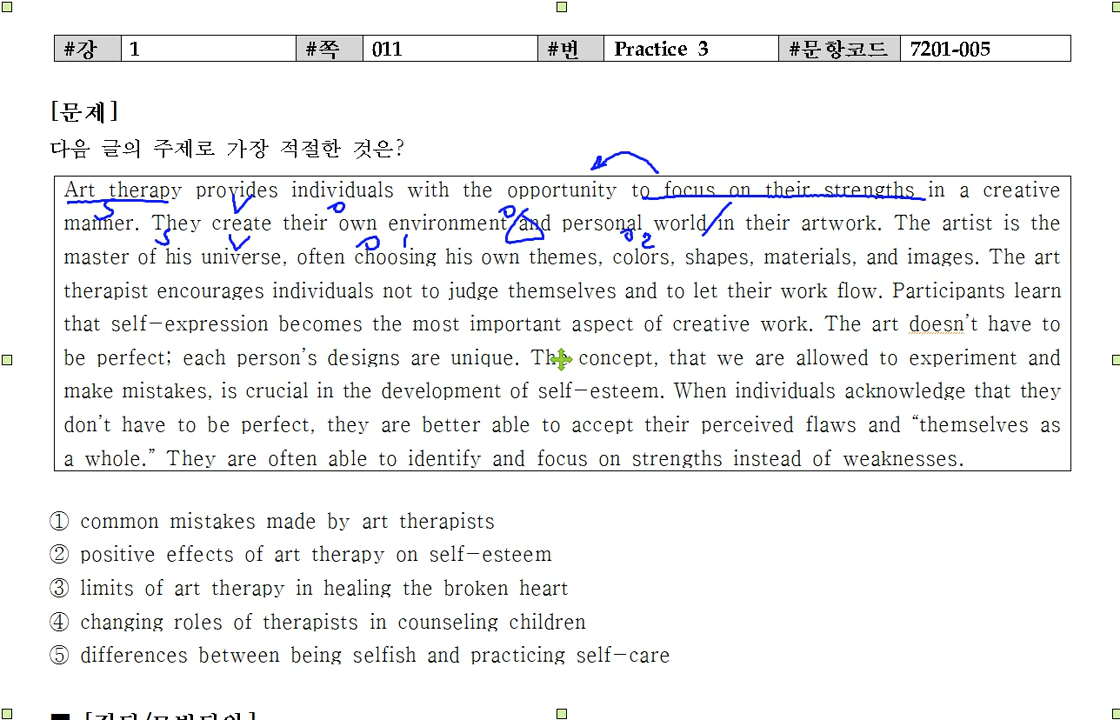 #강 1 #쪽 011 #번 Practice 3 #문항코드 7201-005
[문제]
다음 글의 주제로 가장 적절한 것은?
Art therapy provides individuals with the opportunity to focus on their strengths in a creative
manner. They create their own environment and personal world in their artwork. The artist is the
master of his universe, often choosing his own themes, colors, shapes, materials, and images. The art
therapist encourages individuals not to judge themselves and to let their work flow. Participants learn
that self-expression becomes the most important aspect of creative work. The art doesn't have to
be perfect; each person's designs are unique. The concept, that we are allowed to experiment and
make mistakes, is crucial in the development of self-esteem. When individuals acknowledge that they
don't have to be perfect, they are better able to accept their perceived flaws and “themselves as
a whole.” They are often able to identify and focus on strengths instead of weaknesses.
① common mistakes made by art therapists
② positive effects of art therapy on self-esteem
③ limits of art therapy in healing the broken heart
④ changing roles of therapists in counseling children
⑤ differences between being selfish and practicing self-care